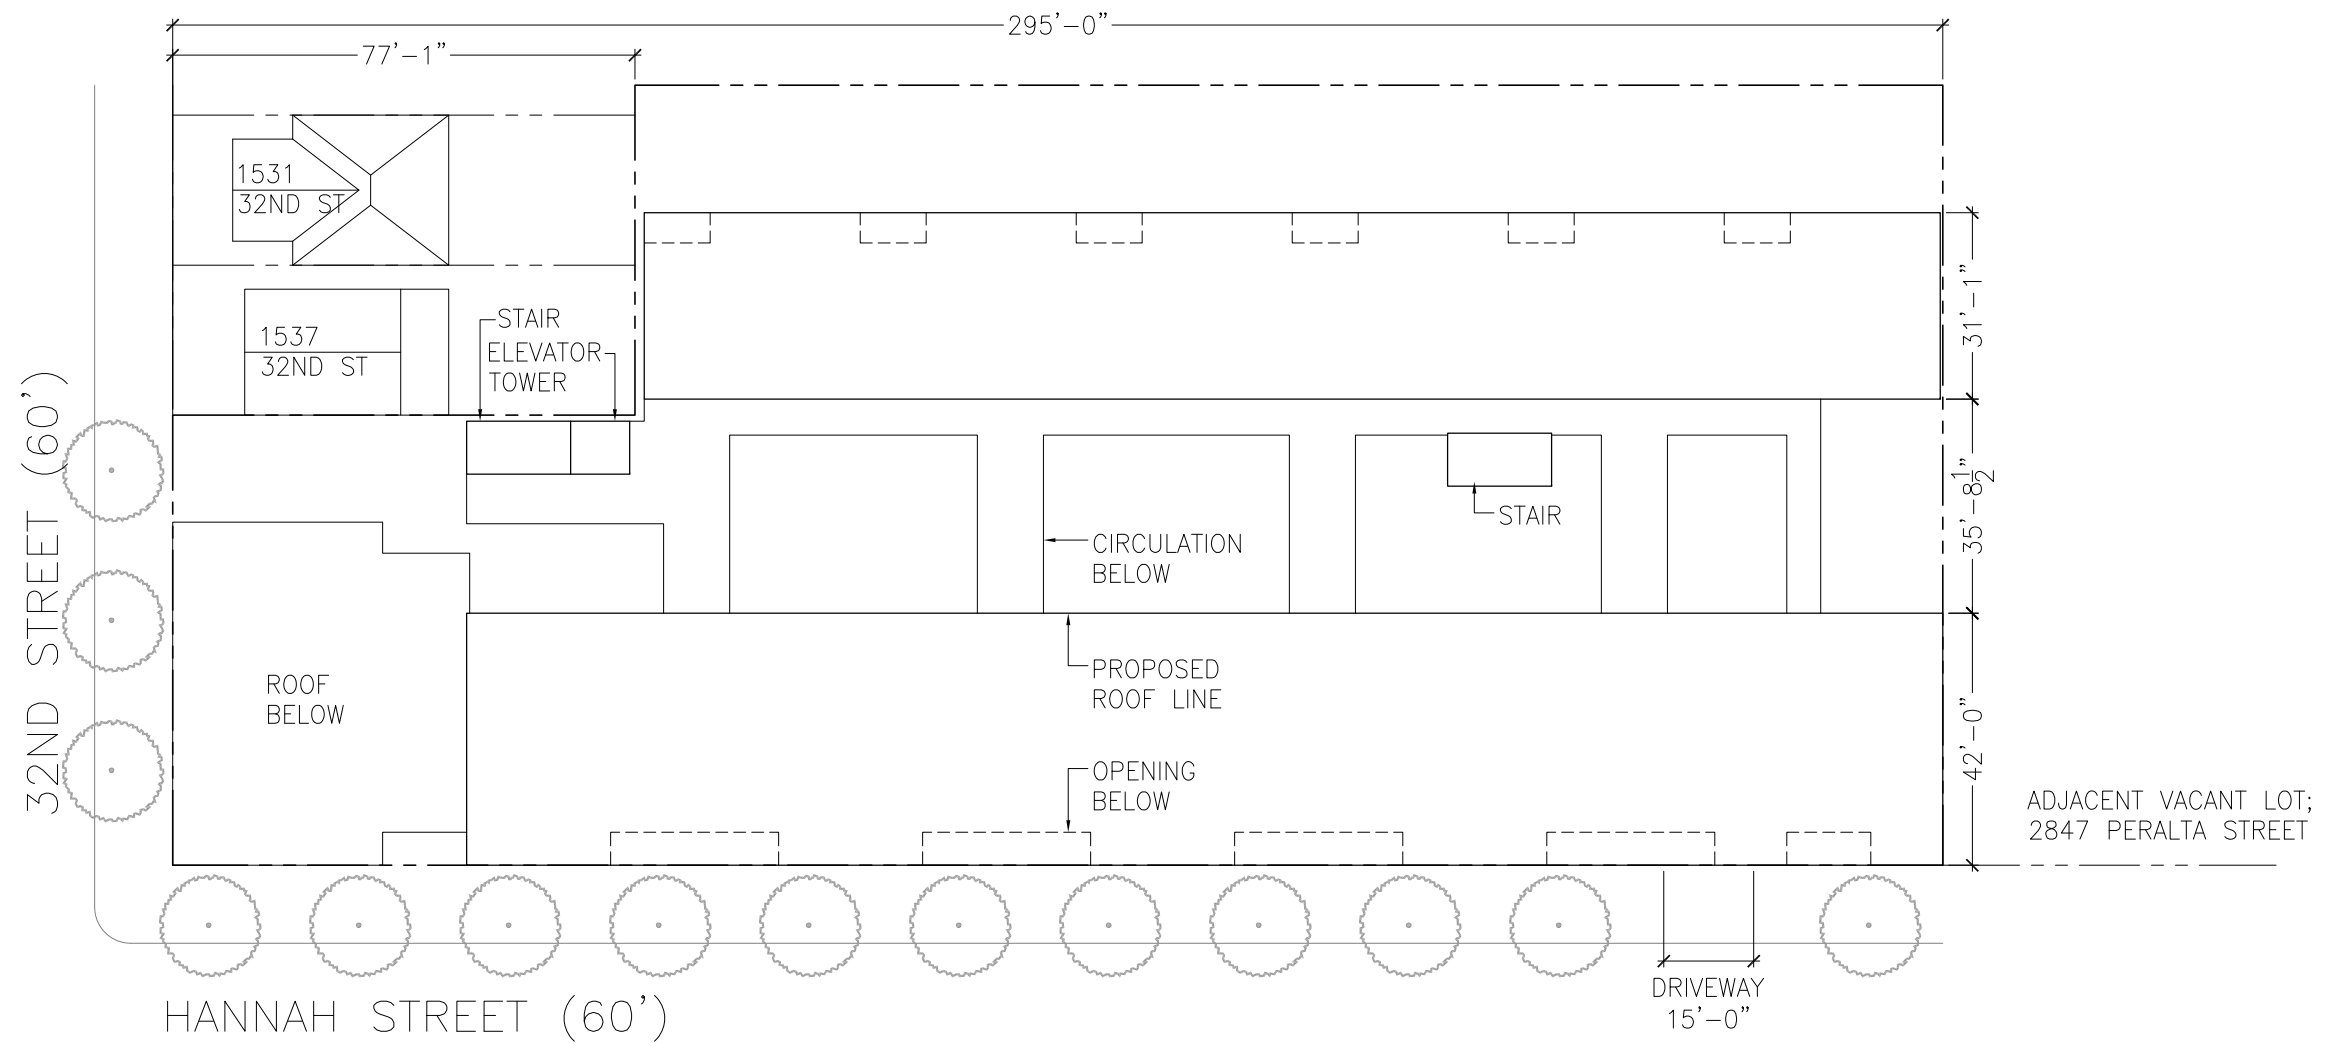 295'-0"
77'-1"
1531
32ND ST
1537
32ND ST
STAIR
ELEVATOR
TOWER
31'-1"
35'-8 1/2"
42'-0"
STAIR
CIRCULATION
BELOW
PROPOSED
ROOF LINE
OPENING
BELOW
ROOF
BELOW
32ND STREET (60')
ADJACENT VACANT LOT;
2847 PERALTA STREET
DRIVEWAY
15'-0"
HANNAH STREET (60')